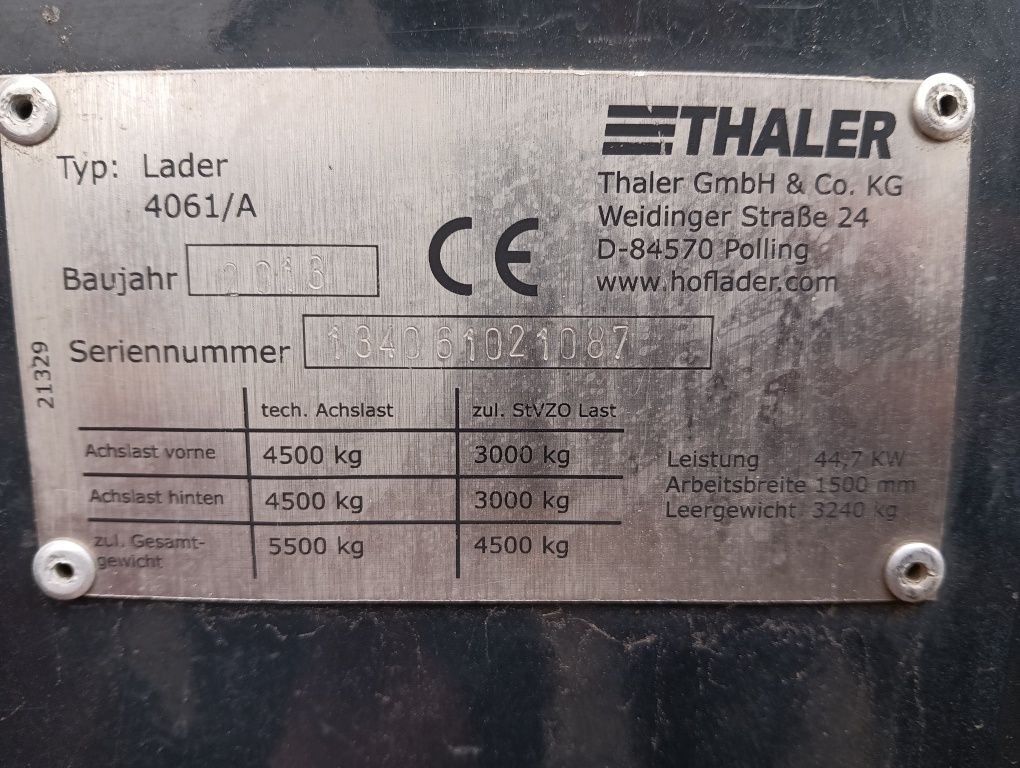 THALER
Typ: Lader
4061/A
Thaler GmbH & Co. KG
Weidinger Straße 24
D-84570 Polling
www.hoflader.com
CE
Baujahr 2013
Seriennummer 134061021087
21329
tech. Achslast zul. StVZO Last
Achslast vorne 4500 kg 3000 kg
Achslast hinten 4500 kg 3000 kg
zul. Gesamt-
gewicht 5500 kg 4500 kg
Leistung 44,7 KW
Arbeitsbreite 1500 mm
Leergewicht 3240 kg